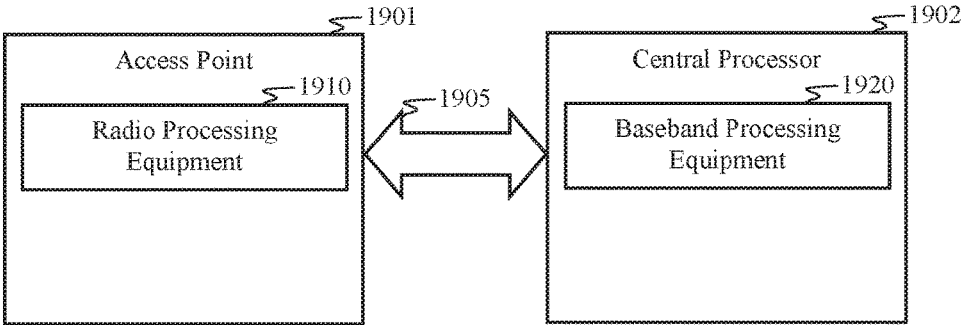 1901
1902
Access Point
Central Processor
1910
1905
1920
Radio Processing
Equipment
Baseband Processing
Equipment